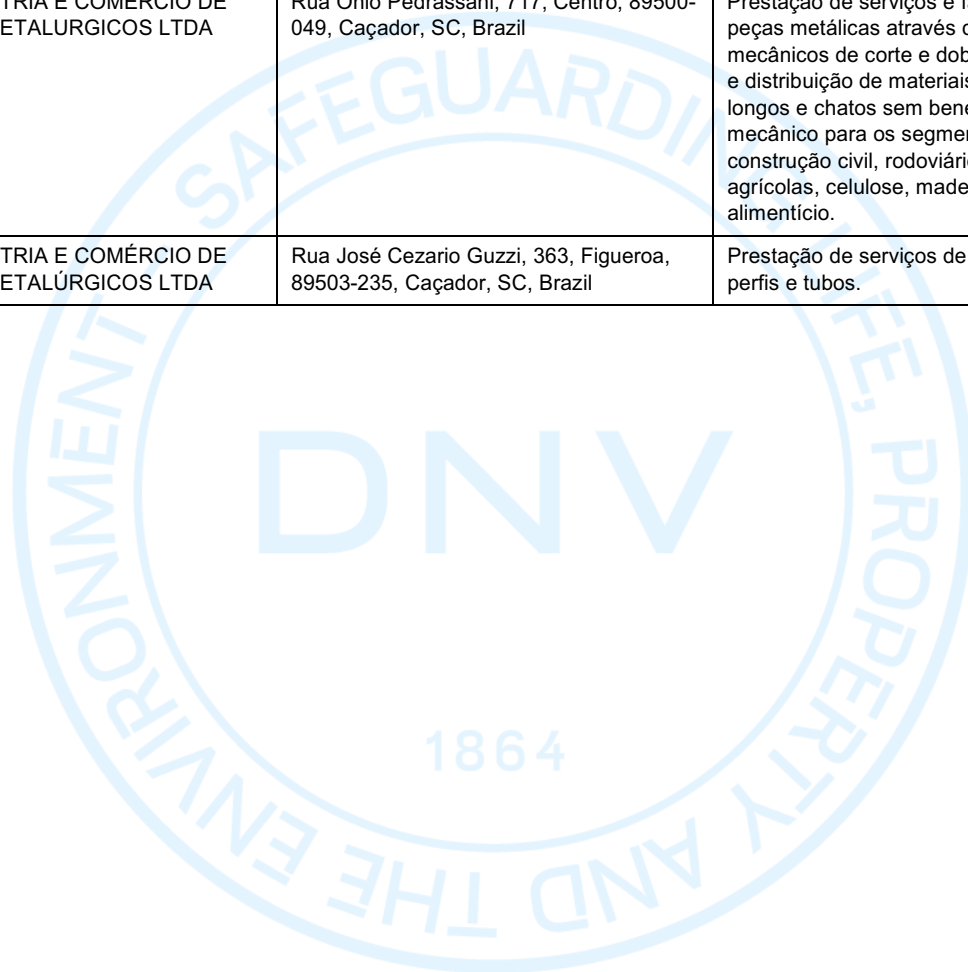 TRIA E COMÉRCIO DE
ETALURGICOS LTDA
Rua Onio Pedrassani, 717, Centro, 89500-
049, Caçador, SC, Brazil
Prestação de serviços e
peças metálicas através
mecânicos de corte e dob
e distribuição de materiais
longos e chatos sem bene
mecânico para os segme
construção civil, rodoviári
agrícolas, celulose, made
alimentício.
TRIA E COMÉRCIO DE
ETALÚRGICOS LTDA
Rua José Cezario Guzzi, 363, Figueroa,
89503-235, Caçador, SC, Brazil
Prestação de serviços de
perfis e tubos.
SAFEGUARDING LIFE, PROPERTY AND THE ENVIRONMENT
DNV
1864